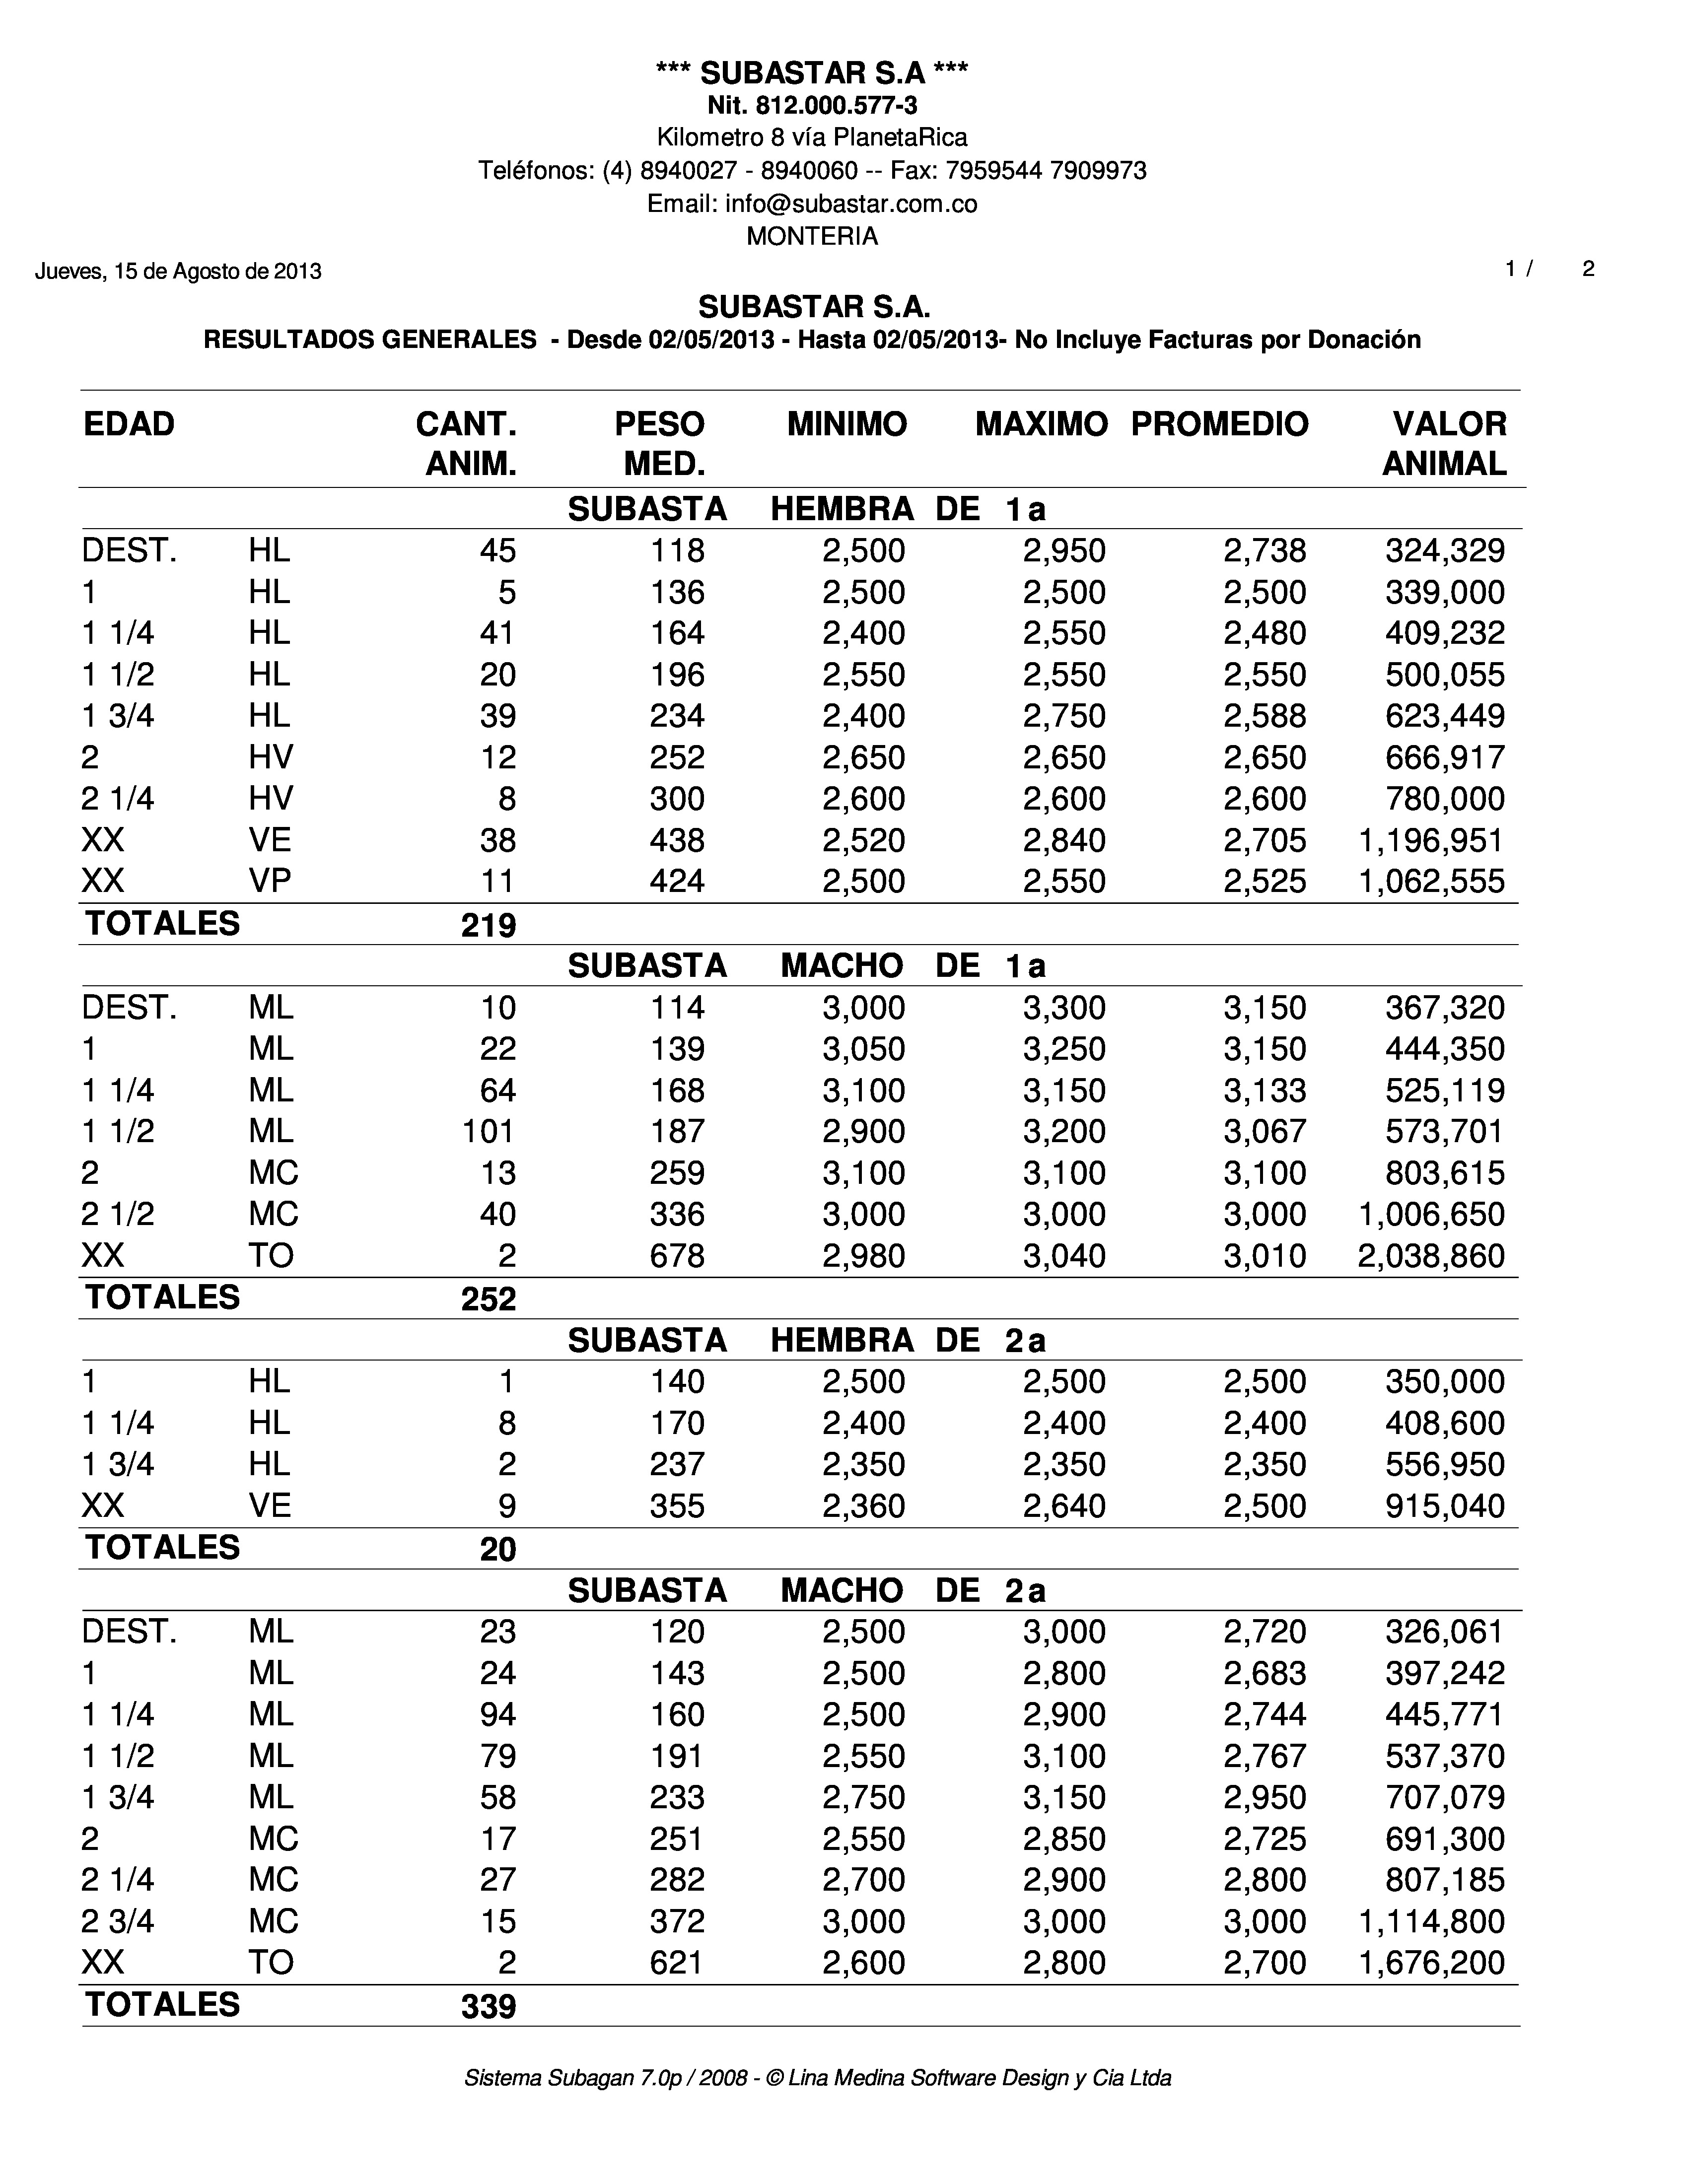 *** SUBASTAR S.A ***
Nit. 812.000.577-3
Kilometro 8 vía PlanetaRica
Teléfonos: (4) 8940027 - 8940060 -- Fax: 7959544 7909973
Email: info@subastar.com.co
MONTERIA
Jueves, 15 de Agosto de 2013 1 / 2
SUBASTAR S.A.
RESULTADOS GENERALES - Desde 02/05/2013 - Hasta 02/05/2013- No Incluye Facturas por Donación
EDAD CANT. PESO MINIMO MAXIMO PROMEDIO VALOR
ANIM. MED. ANIMAL
SUBASTA HEMBRA DE 1a
DEST. HL 45 118 2,500 2,950 2,738 324,329
1 HL 5 136 2,500 2,500 2,500 339,000
1 1/4 HL 41 164 2,400 2,550 2,480 409,232
1 1/2 HL 20 196 2,550 2,550 2,550 500,055
1 3/4 HL 39 234 2,400 2,750 2,588 623,449
2 HV 12 252 2,650 2,650 2,650 666,917
2 1/4 HV 8 300 2,600 2,600 2,600 780,000
XX VE 38 438 2,520 2,840 2,705 1,196,951
XX VP 11 424 2,500 2,550 2,525 1,062,555
TOTALES 219
SUBASTA MACHO DE 1a
DEST. ML 10 114 3,000 3,300 3,150 367,320
1 ML 22 139 3,050 3,250 3,150 444,350
1 1/4 ML 64 168 3,100 3,150 3,133 525,119
1 1/2 ML 101 187 2,900 3,200 3,067 573,701
2 MC 13 259 3,100 3,100 3,100 803,615
2 1/2 MC 40 336 3,000 3,000 3,000 1,006,650
XX TO 2 678 2,980 3,040 3,010 2,038,860
TOTALES 252
SUBASTA HEMBRA DE 2a
1 HL 1 140 2,500 2,500 2,500 350,000
1 1/4 HL 8 170 2,400 2,400 2,400 408,600
1 3/4 HL 2 237 2,350 2,350 2,350 556,950
XX VE 9 355 2,360 2,640 2,500 915,040
TOTALES 20
SUBASTA MACHO DE 2a
DEST. ML 23 120 2,500 3,000 2,720 326,061
1 ML 24 143 2,500 2,800 2,683 397,242
1 1/4 ML 94 160 2,500 2,900 2,744 445,771
1 1/2 ML 79 191 2,550 3,100 2,767 537,370
1 3/4 ML 58 233 2,750 3,150 2,950 707,079
2 MC 17 251 2,550 2,850 2,725 691,300
2 1/4 MC 27 282 2,700 2,900 2,800 807,185
2 3/4 MC 15 372 3,000 3,000 3,000 1,114,800
XX TO 2 621 2,600 2,800 2,700 1,676,200
TOTALES 339
Sistema Subagan 7.0p / 2008 - © Lina Medina Software Design y Cia Ltda